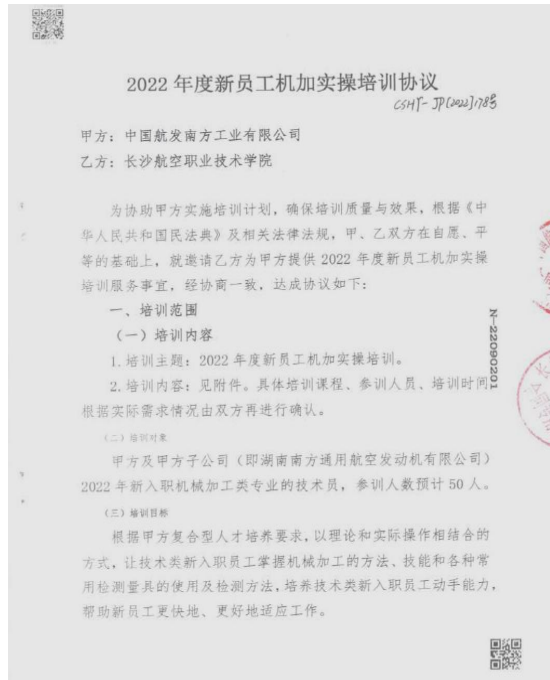 2022 年度新员工机加实操培训协议
CSHY-JP[2022]178号
甲方：中国航发南方工业有限公司
乙方：长沙航空职业技术学院
为协助甲方实施培训计划，确保培训质量与效果，根据《中
华人民共和国民法典》及相关法律法规，甲、乙双方在自愿、平
等的基础上，就邀请乙方为甲方提供 2022 年度新员工机加实操
培训服务事宜，经协商一致，达成协议如下：
一、培训范围
（一）培训内容
1.培训主题：2022 年度新员工机加实操培训。
2.培训内容：见附件。具体培训课程、参训人员、培训时间
根据实际需求情况由双方再进行确认。
N-22090201
（二）培训对象
甲方及甲方子公司（即湖南南方通用航空发动机有限公司）
2022 年新入职机械加工类专业的技术员，参训人数预计 50 人。
（三）培训目标
根据甲方复合型人才培养要求，以理论和实际操作相结合的
方式，让技术类新入职员工掌握机械加工的方法、技能和各种常
用检测量具的使用及检测方法，培养技术类新入职员工动手能力，
帮助新员工更快地、更好地适应工作。